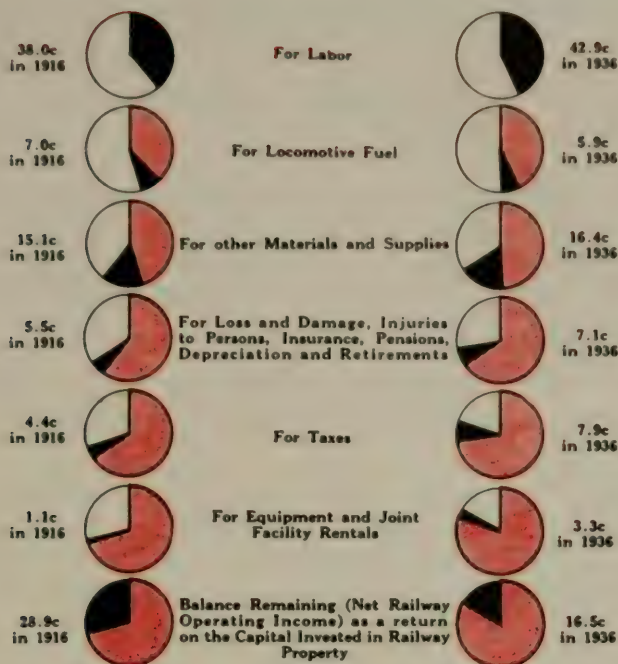 38.0c
in 1916
For Labor
42.9c
in 1936
7.0c
in 1916
For Locomotive Fuel
5.9c
in 1936
15.1c
in 1916
For other Materials and Supplies
16.4c
in 1936
5.5c
in 1916
For Loss and Damage, Injuries
to Persons, Insurance, Pensions,
Depreciation and Retirements
7.1c
in 1936
4.4c
in 1916
For Taxes
7.9c
in 1936
1.1c
in 1916
For Equipment and Joint
Facility Rentals
3.3c
in 1936
28.9c
in 1916
Balance Remaining (Net Railway
Operating Income) as a return
on the Capital Invested in Railway
Property
16.5c
in 1936